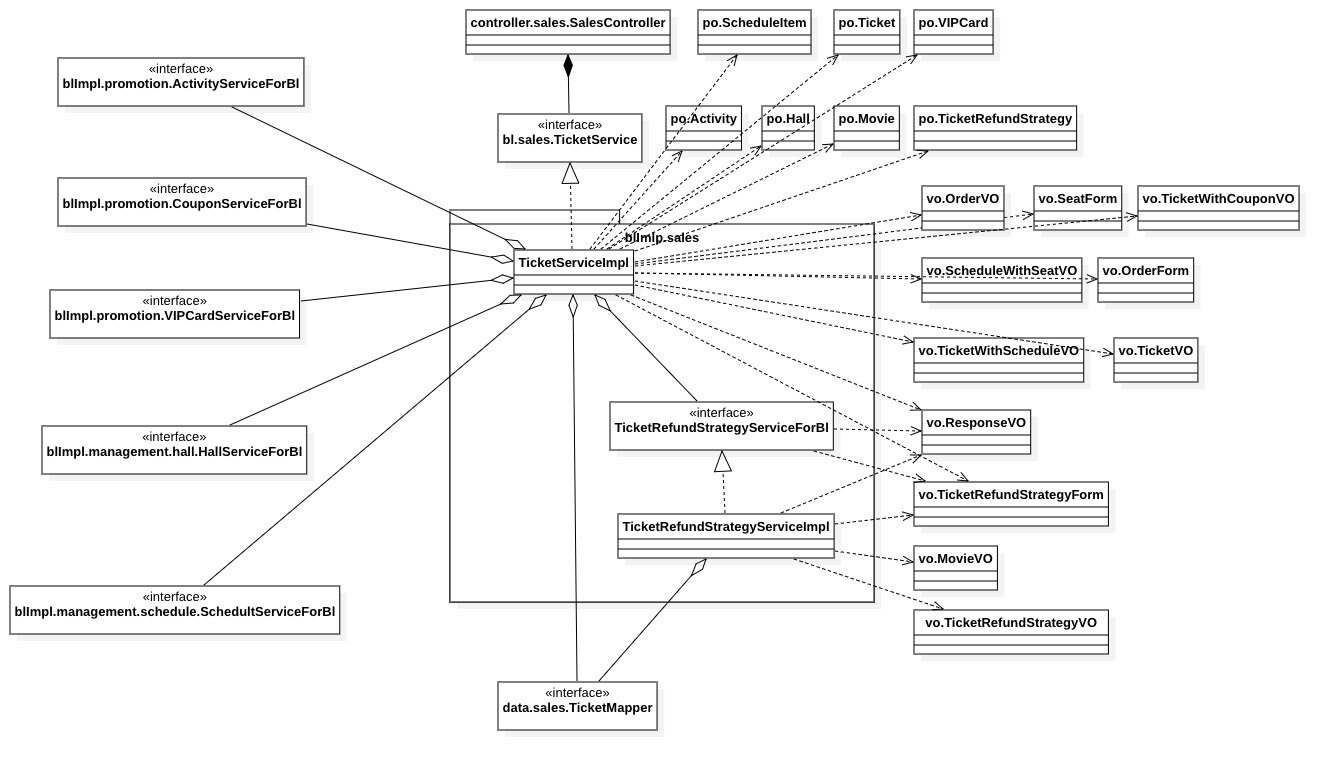 controller.sales.SalesController
po.ScheduleItem
po.Ticket
po.VIPCard
«interface»
blImpl.promotion.ActivityServiceForBl
«interface»
bl.sales.TicketService
po.Activity
po.Hall
po.Movie
po.TicketRefundStrategy
«interface»
blImpl.promotion.CouponServiceForBl
vo.OrderVO
vo.SeatForm
vo.TicketWithCouponVO
blImlp.sales
TicketServiceImpl
vo.ScheduleWithSeatVO
vo.OrderForm
«interface»
blImpl.promotion.VIPCardServiceForBl
vo.TicketWithScheduleVO
vo.TicketVO
«interface»
TicketRefundStrategyServiceForBl
vo.ResponseVO
«interface»
blImpl.management.hall.HallServiceForBl
vo.TicketRefundStrategyForm
TicketRefundStrategyServiceImpl
vo.MovieVO
«interface»
blImpl.management.schedule.SchedultServiceForBl
vo.TicketRefundStrategyVO
«interface»
data.sales.TicketMapper